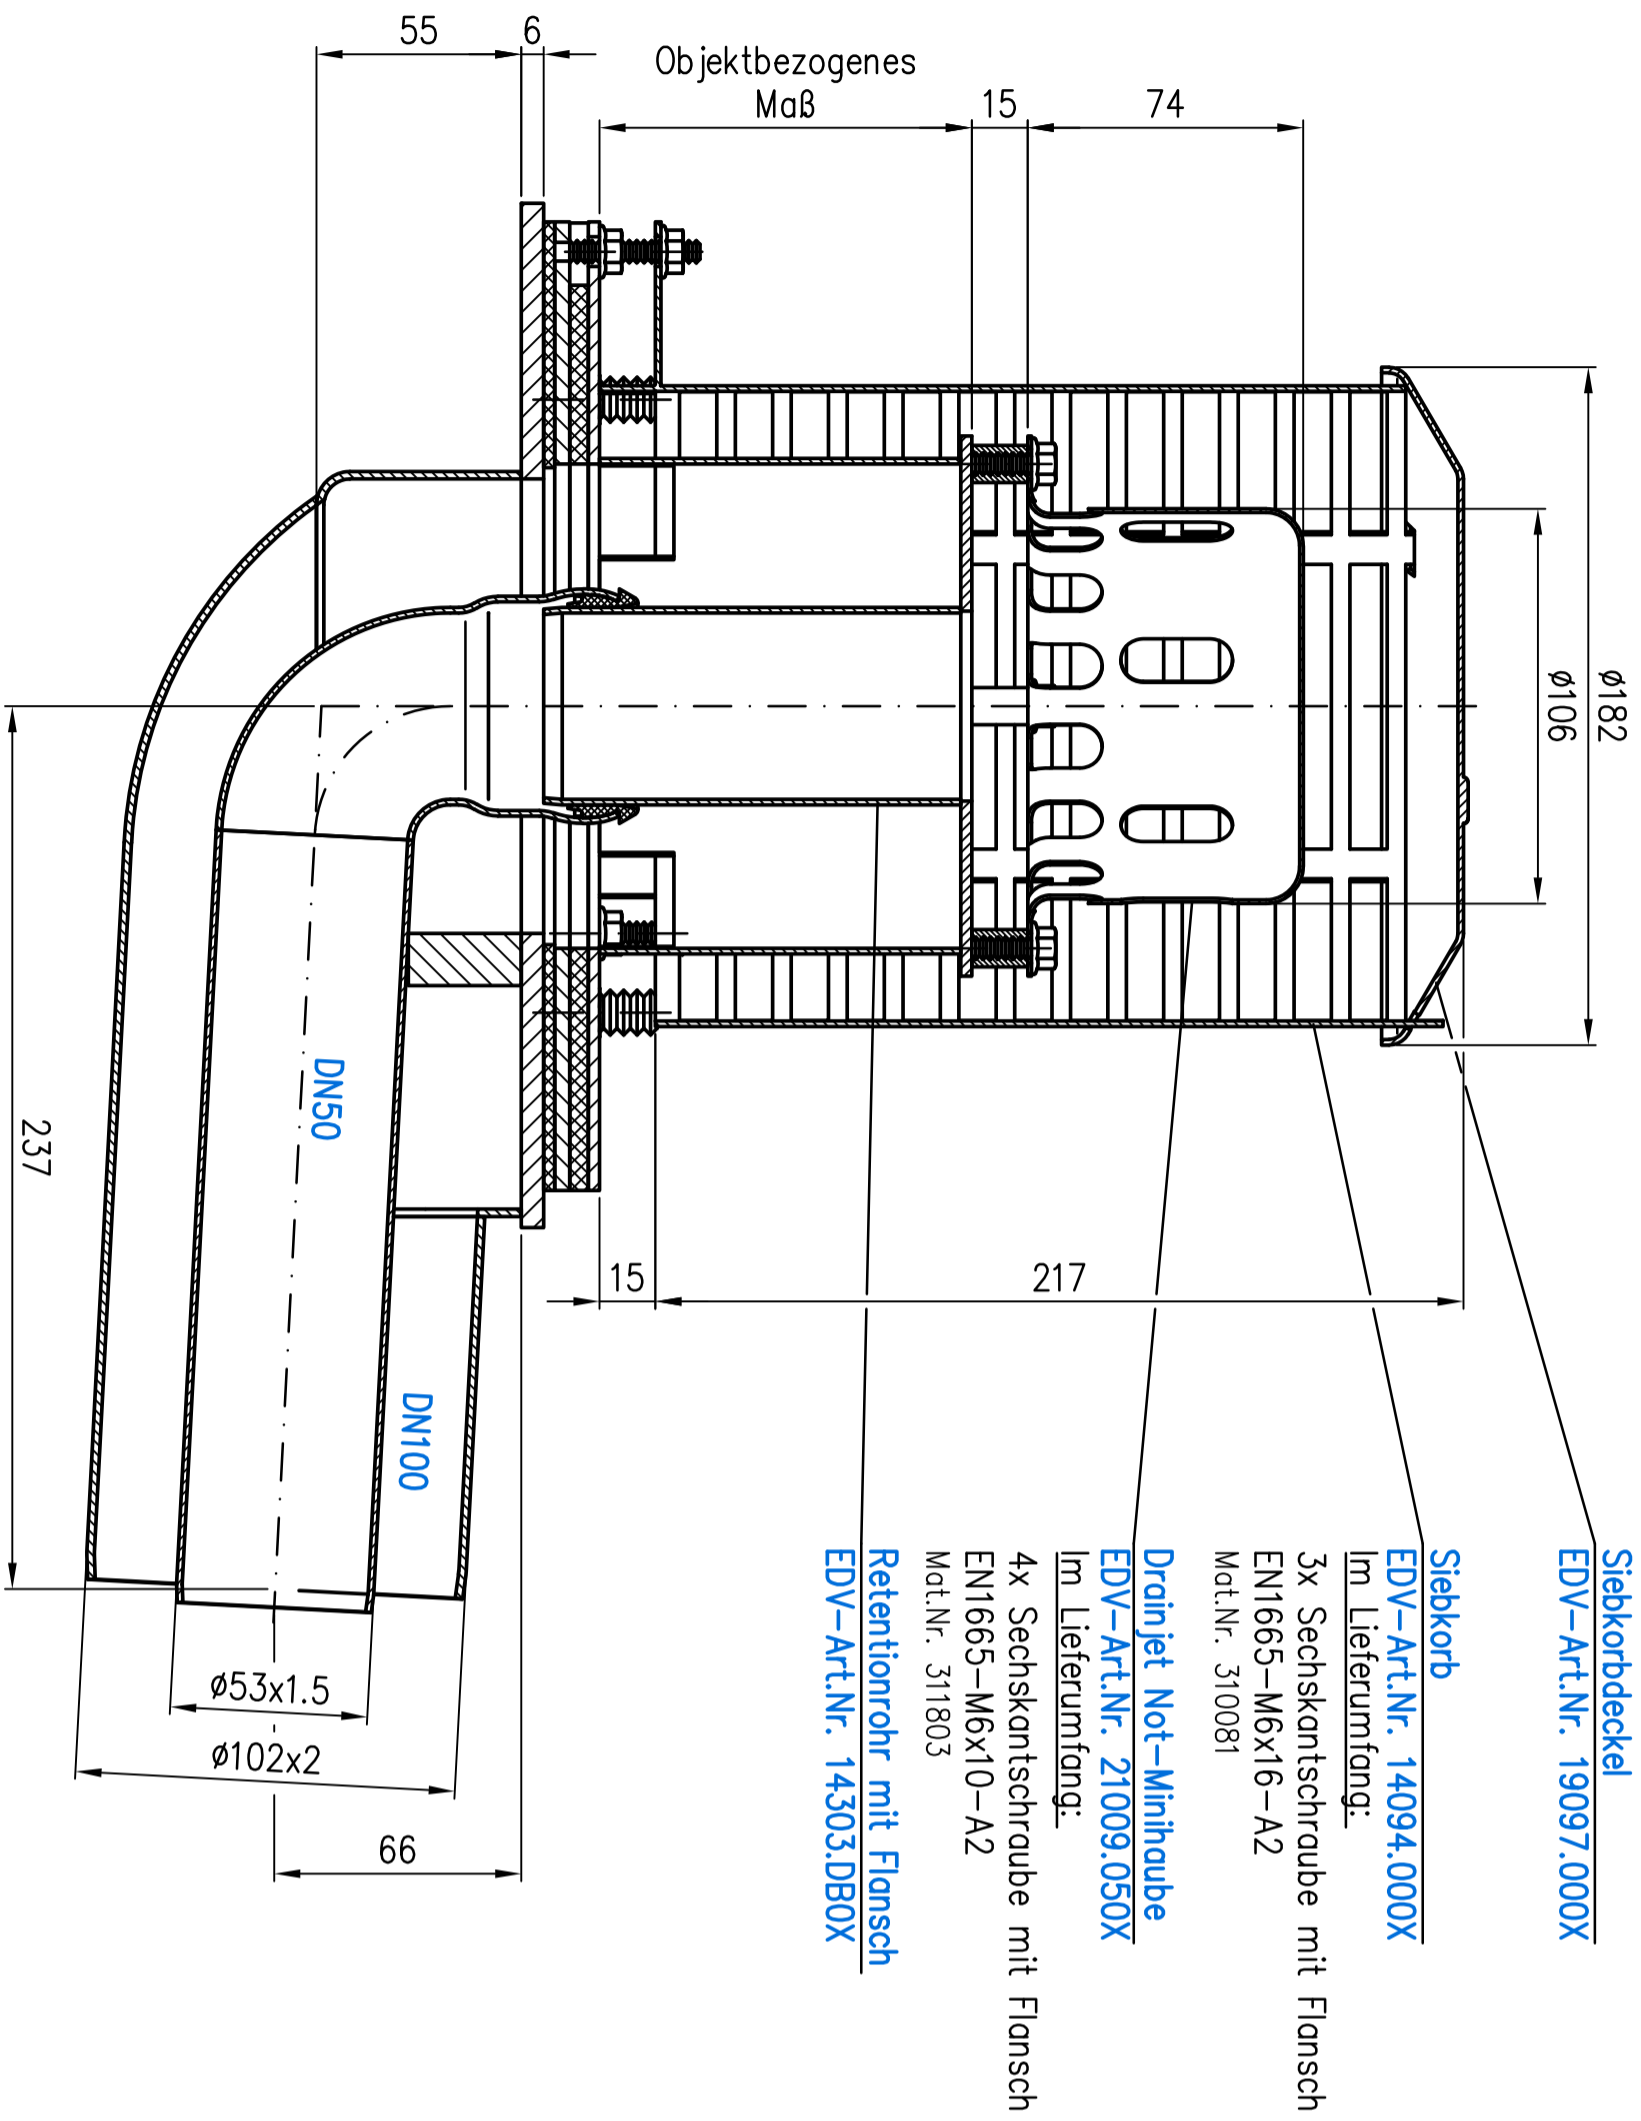 Siebkorbdeckel
EDV-Art.Nr. 19097.000X
Siebkorb
EDV-Art.Nr. 14094.000X
Im Lieferumfang:
3x Sechskantschraube mit Flansch
EN1665-M6x16-A2
Mat.Nr. 310081
Drainjet Not-Minihaube
EDV-Art.Nr. 21009.050X
Im Lieferumfang:
4x Sechskantschraube mit Flansch
EN1665-M6x10-A2
Mat.Nr. 311803
Retentionrohr mit Flansch
EDV-Art.Nr. 14303.DB0X
ø182
ø106
74
15
Objektbezogenes
Maß
6
55
217
15
DN50
DN100
237
ø53x1.5
ø102x2
66